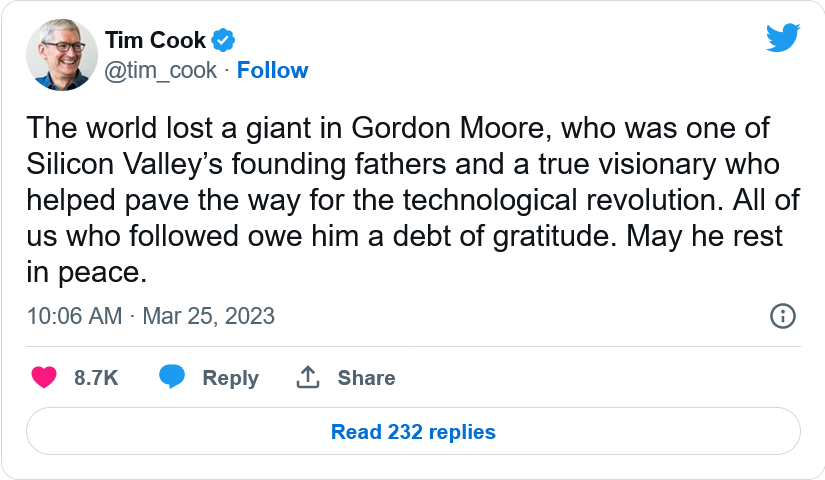 Tim Cook
@tim_cook · Follow
The world lost a giant in Gordon Moore, who was one of
Silicon Valley’s founding fathers and a true visionary who
helped pave the way for the technological revolution. All of
us who followed owe him a debt of gratitude. May he rest
in peace.
10:06 AM · Mar 25, 2023
8.7K Reply Share
Read 232 replies